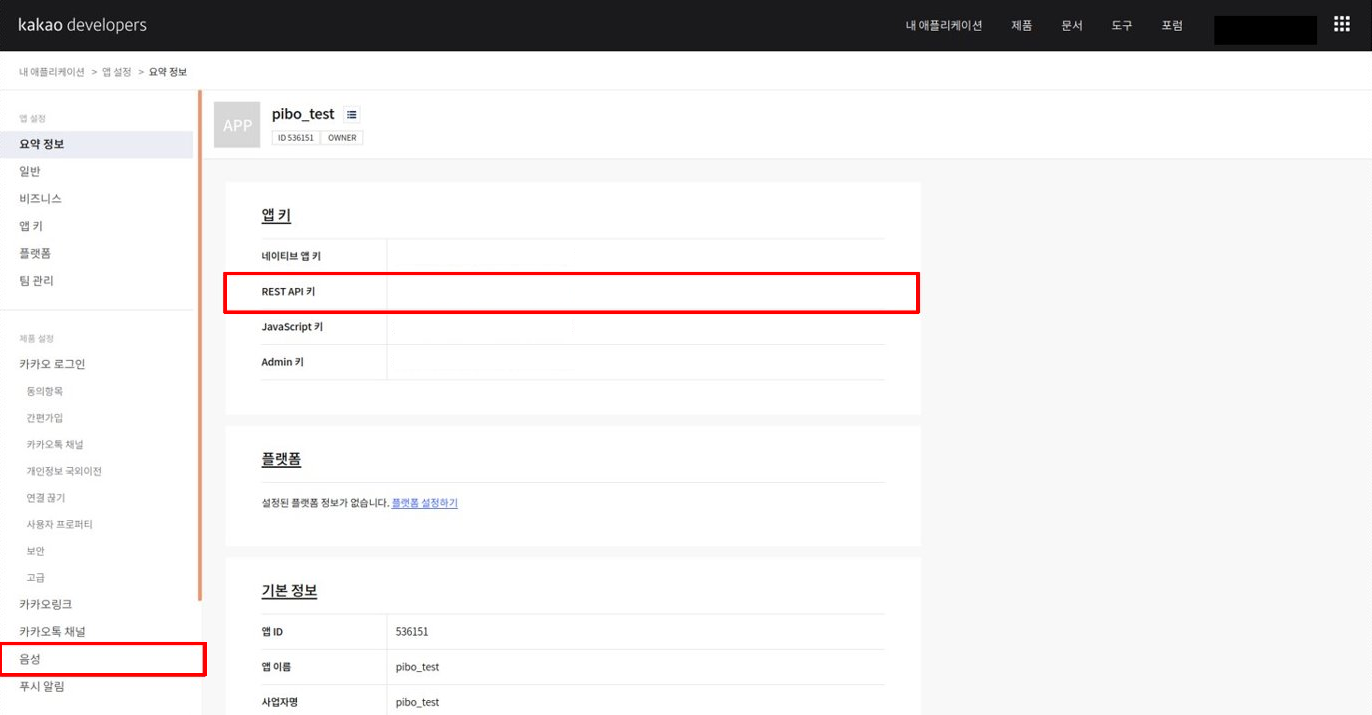 kakao developers
내 애플리케이션 제품 문서 도구 포럼
내 애플리케이션 > 앱 설정 > 요약 정보
앱 설정
요약 정보
일반
비즈니스
앱 키
플랫폼
팀 관리
제품 설정
카카오 로그인
동의항목
간편가입
카카오톡 채널
개인정보 국외이전
연결 끊기
사용자 프로퍼티
보안
고급
카카오링크
카카오톡 채널
음성
푸시 알림
APP
pibo_test
ID 536151 OWNER
앱 키
네이티브 앱 키
REST API 키
JavaScript 키
Admin 키
플랫폼
설정된 플랫폼 정보가 없습니다. 플랫폼 설정하기
기본 정보
앱 ID 536151
앱 이름 pibo_test
사업자명 pibo_test